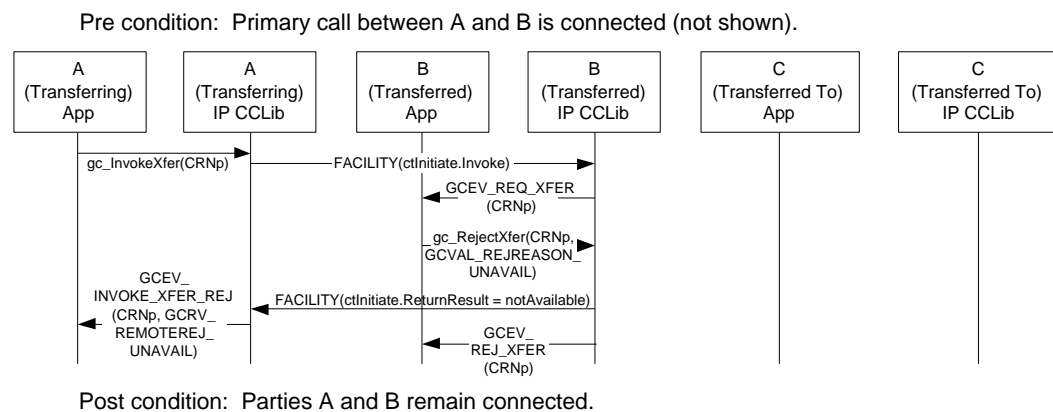 Pre condition: Primary call between A and B is connected (not shown).
A
(Transferring)
App
A
(Transferring)
IP CCLib
B
(Transferred)
App
B
(Transferred)
IP CCLib
C
(Transferred To)
App
C
(Transferred To)
IP CCLib
gc_InvokeXfer(CRNp)
FACILITY(ctInitiate.Invoke)
GCEV_REQ_XFER
(CRNp)
gc_RejectXfer(CRNp,
GCVAL_REJREASON_
UNAVAIL)
FACILITY(ctInitiate.ReturnResult = notAvailable)
GCEV_
INVOKE_XFER_REJ
(CRNp, GCRV_
REMOTEREJ_
UNAVAIL)
GCEV_
REJ_XFER
(CRNp)
Post condition: Parties A and B remain connected.